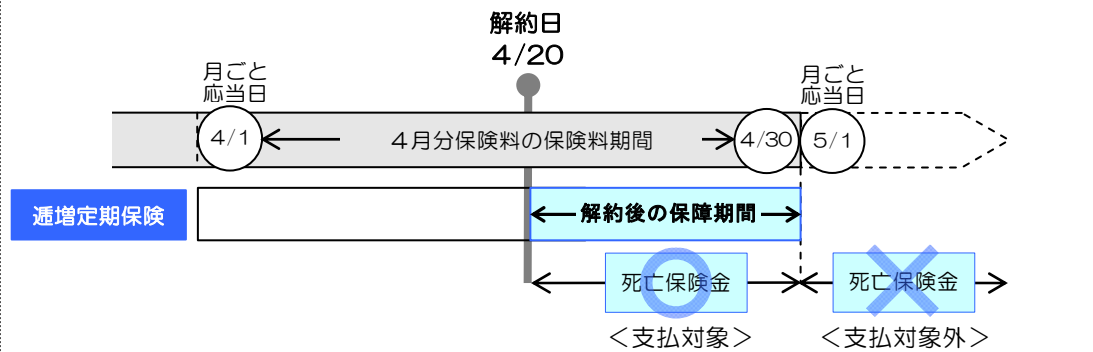 解約日
4/20
月ごと
応当日
月ごと
応当日
4/1
4月分保険料の保険料期間
4/30
5/1
逓増定期保険
解約後の保障期間
死亡保険金
死亡保険金
＜支払対象＞
＜支払対象外＞